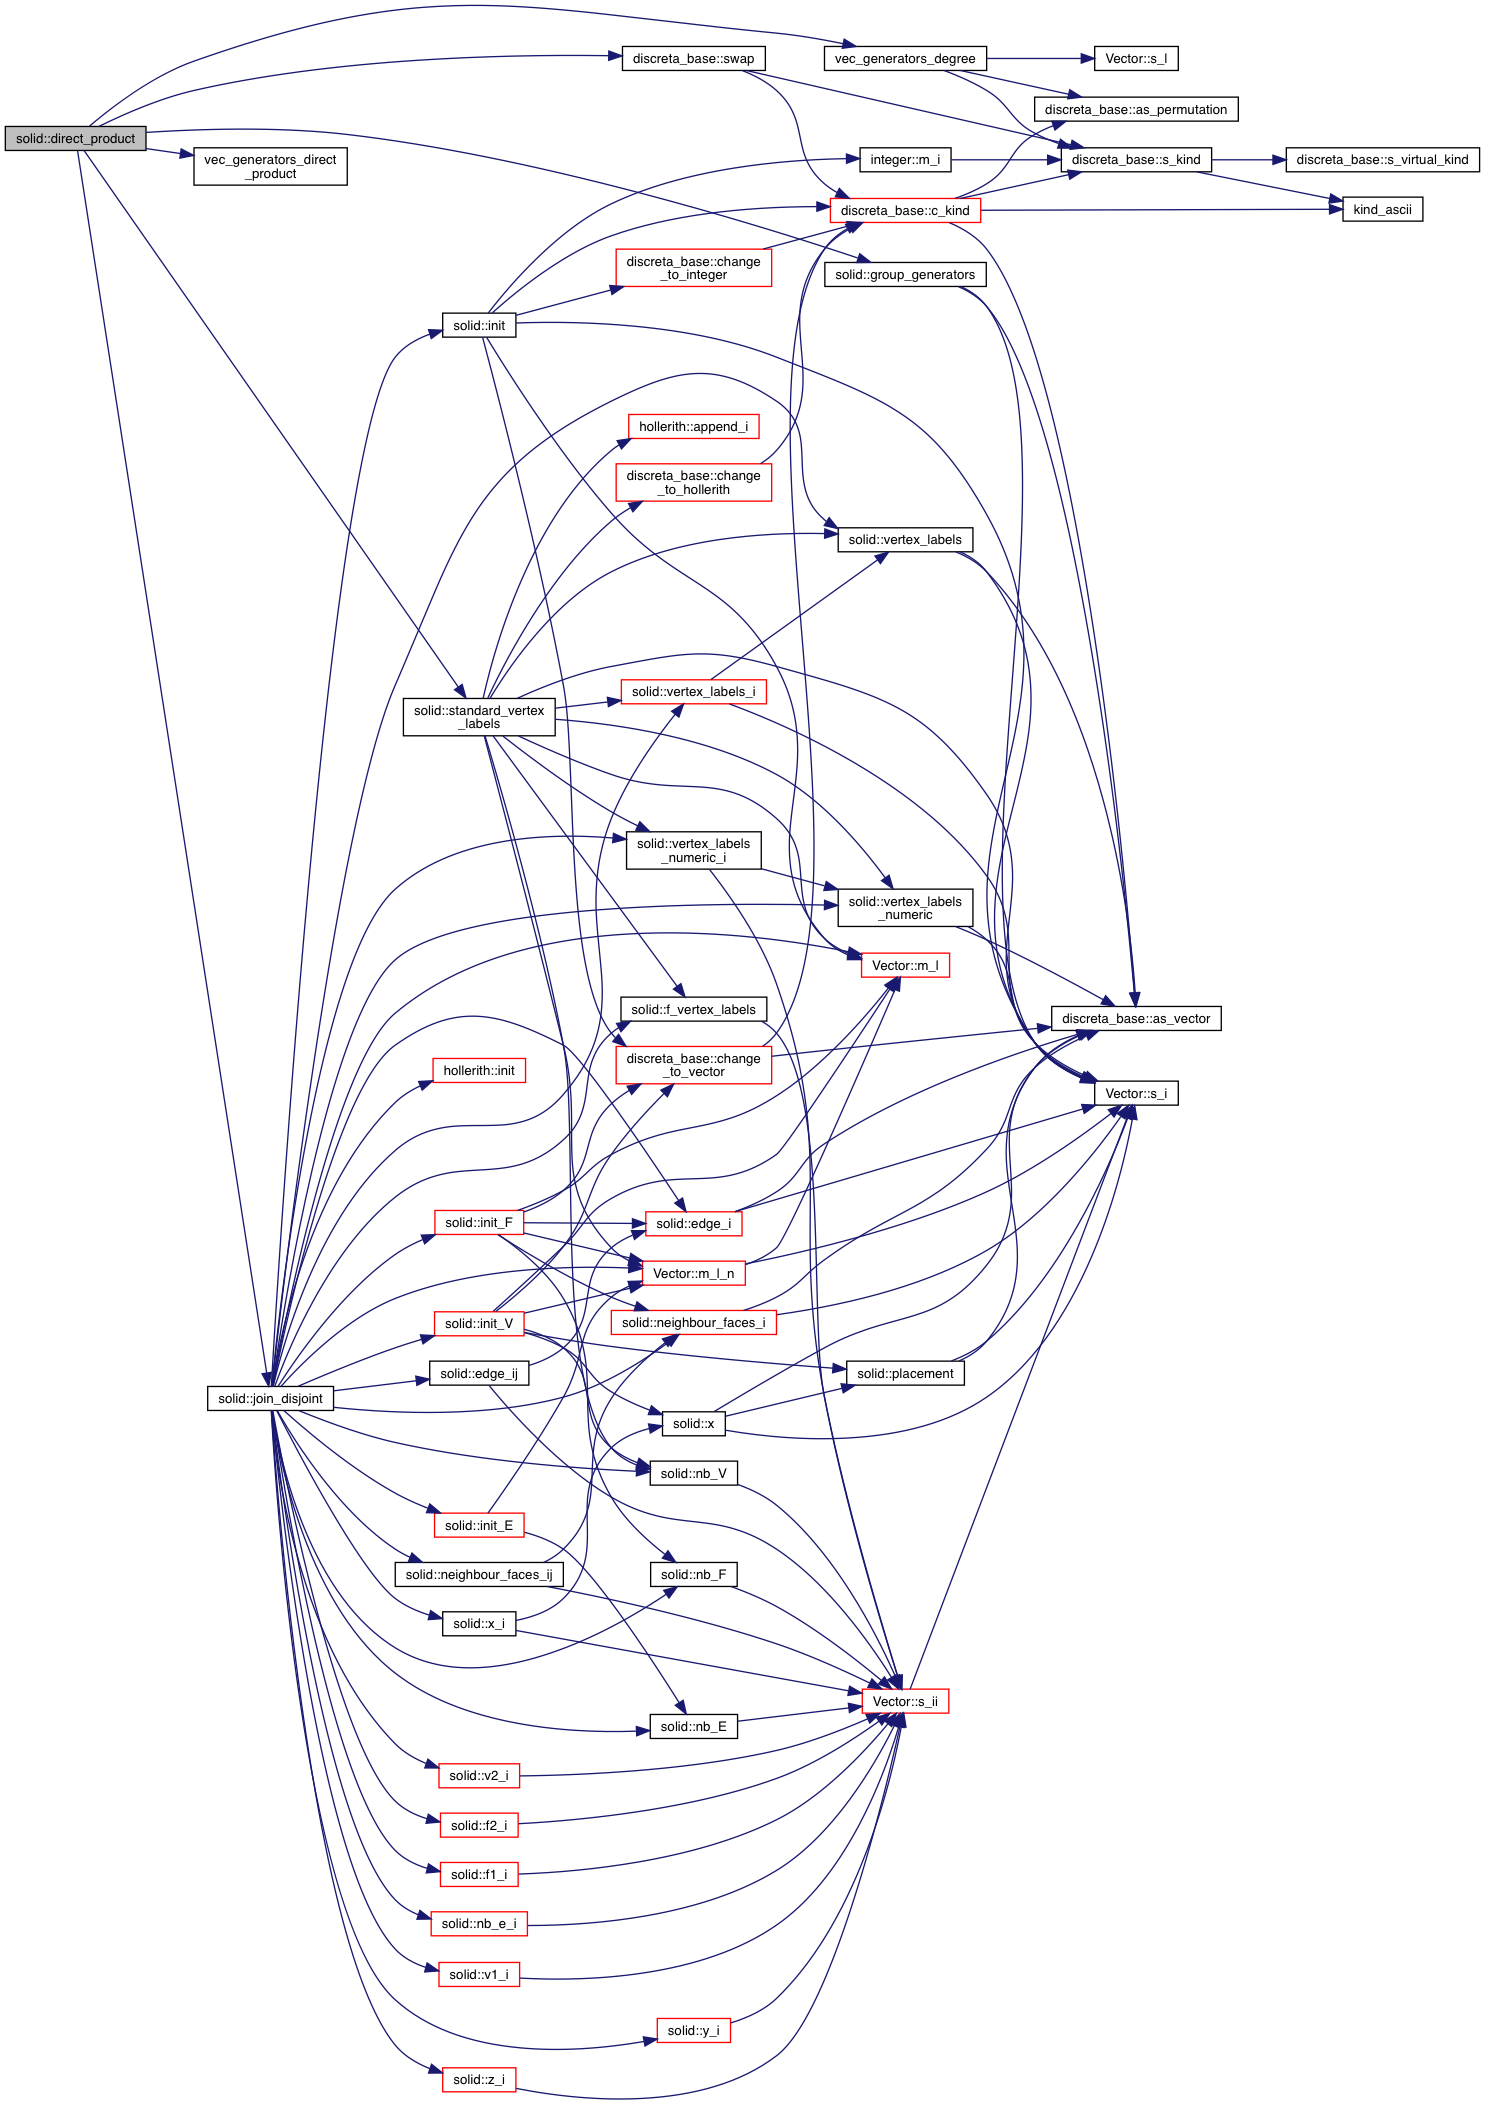 vec_generators_degree
Vector::s_l
discreta_base::swap
discreta_base::as_permutation
solid::direct_product
vec_generators_direct
_product
integer::m_i
discreta_base::s_kind
discreta_base::s_virtual_kind
discreta_base::c_kind
kind_ascii
discreta_base::change
_to_integer
solid::group_generators
solid::init
hollerith::append_i
discreta_base::change
_to_hollerith
solid::vertex_labels
solid::vertex_labels_i
solid::standard_vertex
_labels
solid::vertex_labels
_numeric_i
solid::vertex_labels
_numeric
Vector::m_l
solid::f_vertex_labels
discreta_base::as_vector
discreta_base::change
_to_vector
hollerith::init
Vector::s_i
solid::init_F
solid::edge_i
Vector::m_l_n
solid::init_V
solid::neighbour_faces_i
solid::edge_ij
solid::placement
solid::join_disjoint
solid::x
solid::nb_V
solid::init_E
solid::neighbour_faces_ij
solid::nb_F
solid::x_i
Vector::s_ii
solid::nb_E
solid::v2_i
solid::f2_i
solid::f1_i
solid::nb_e_i
solid::v1_i
solid::y_i
solid::z_i